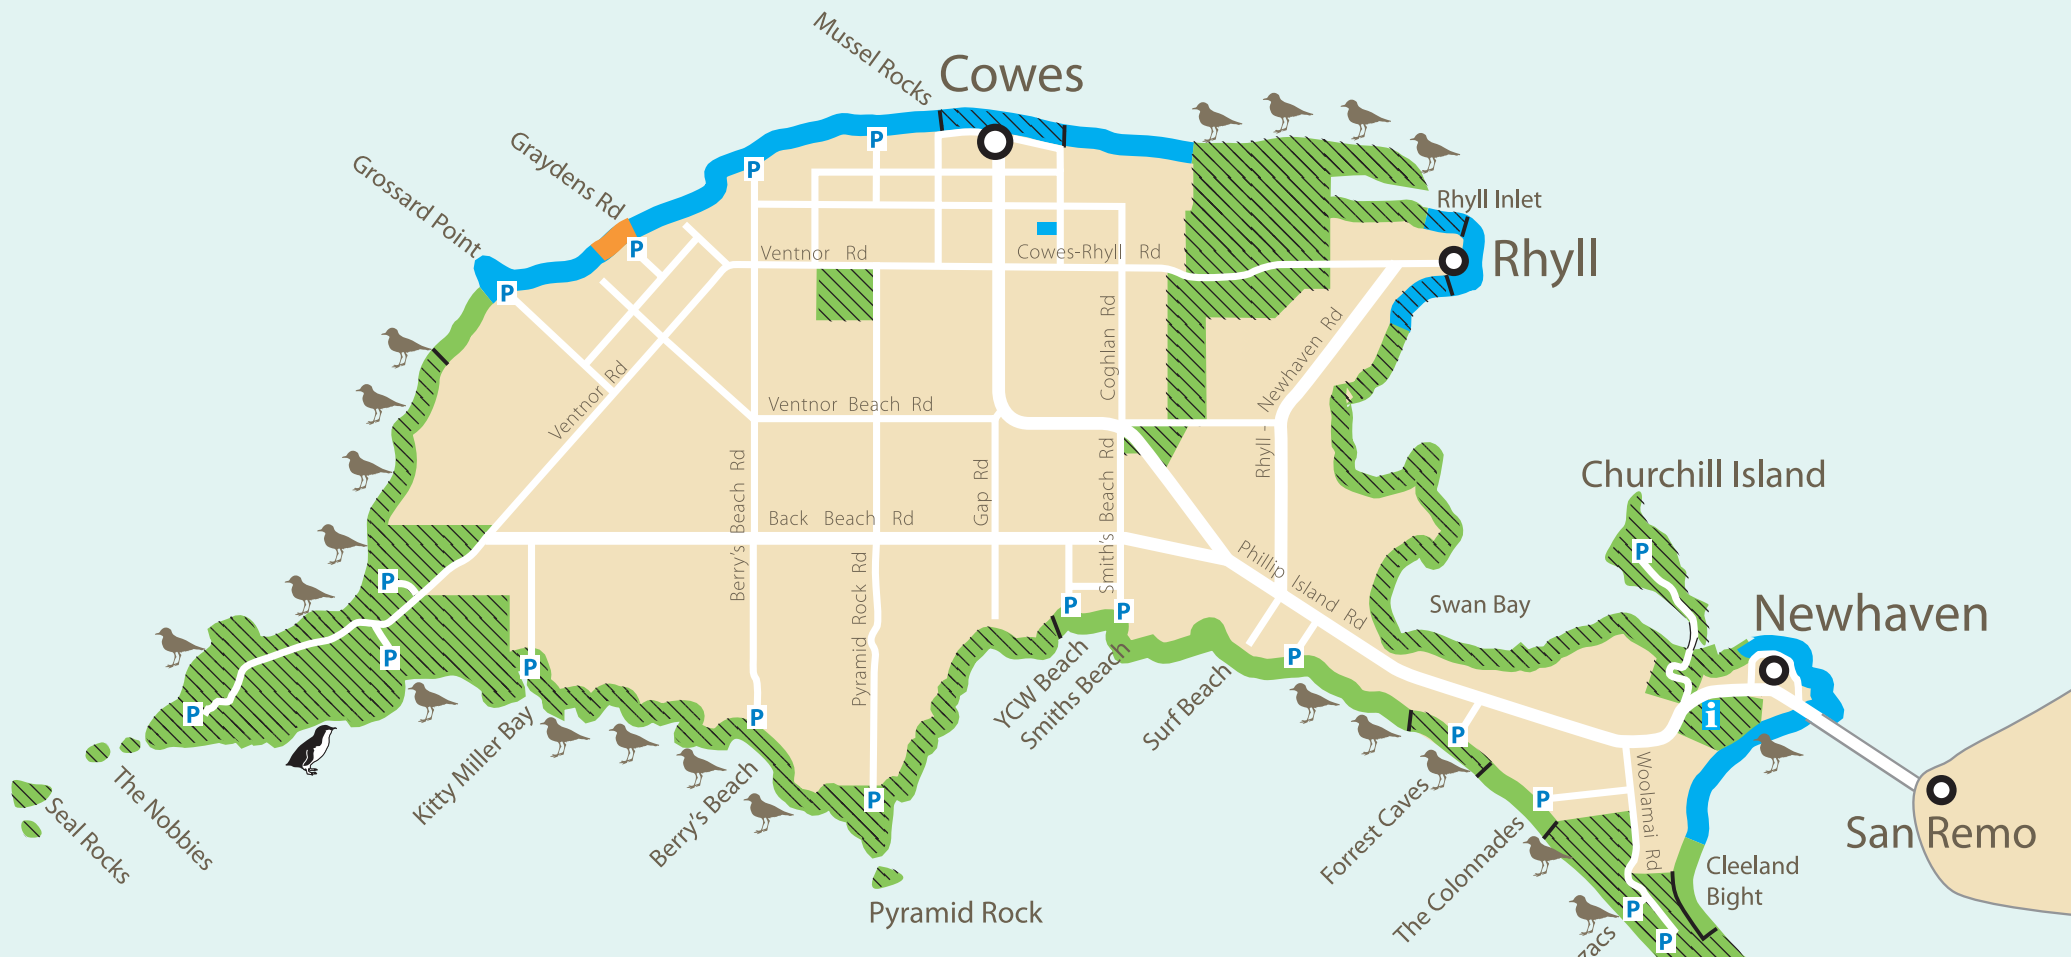 Mussel Rocks
Cowes
Graydens Rd
Grossard Point
P
P
Rhyll Inlet
Rhyll
P
P
Ventnor Rd
Cowes-Rhyll Rd
Coghlan Rd
Rhyll - Newhaven Rd
Ventnor Rd
Ventnor Beach Rd
Berry's Beach Rd
Back Beach Rd
Gap Rd
Smith's Beach Rd
Churchill Island
P
Phillip Island Rd
Pyramid Rock Rd
Swan Bay
Newhaven
P
P
P
P
P
P
P
P
P
i
YCW Beach
Smiths Beach
Surf Beach
P
Kitty Miller Bay
Berry's Beach
The Nobbies
Seal Rocks
P
P
Woolamai Rd
San Remo
Forrest Caves
The Colonnades
Cleeland
Bight
Pyramid Rock
P
P
zacs